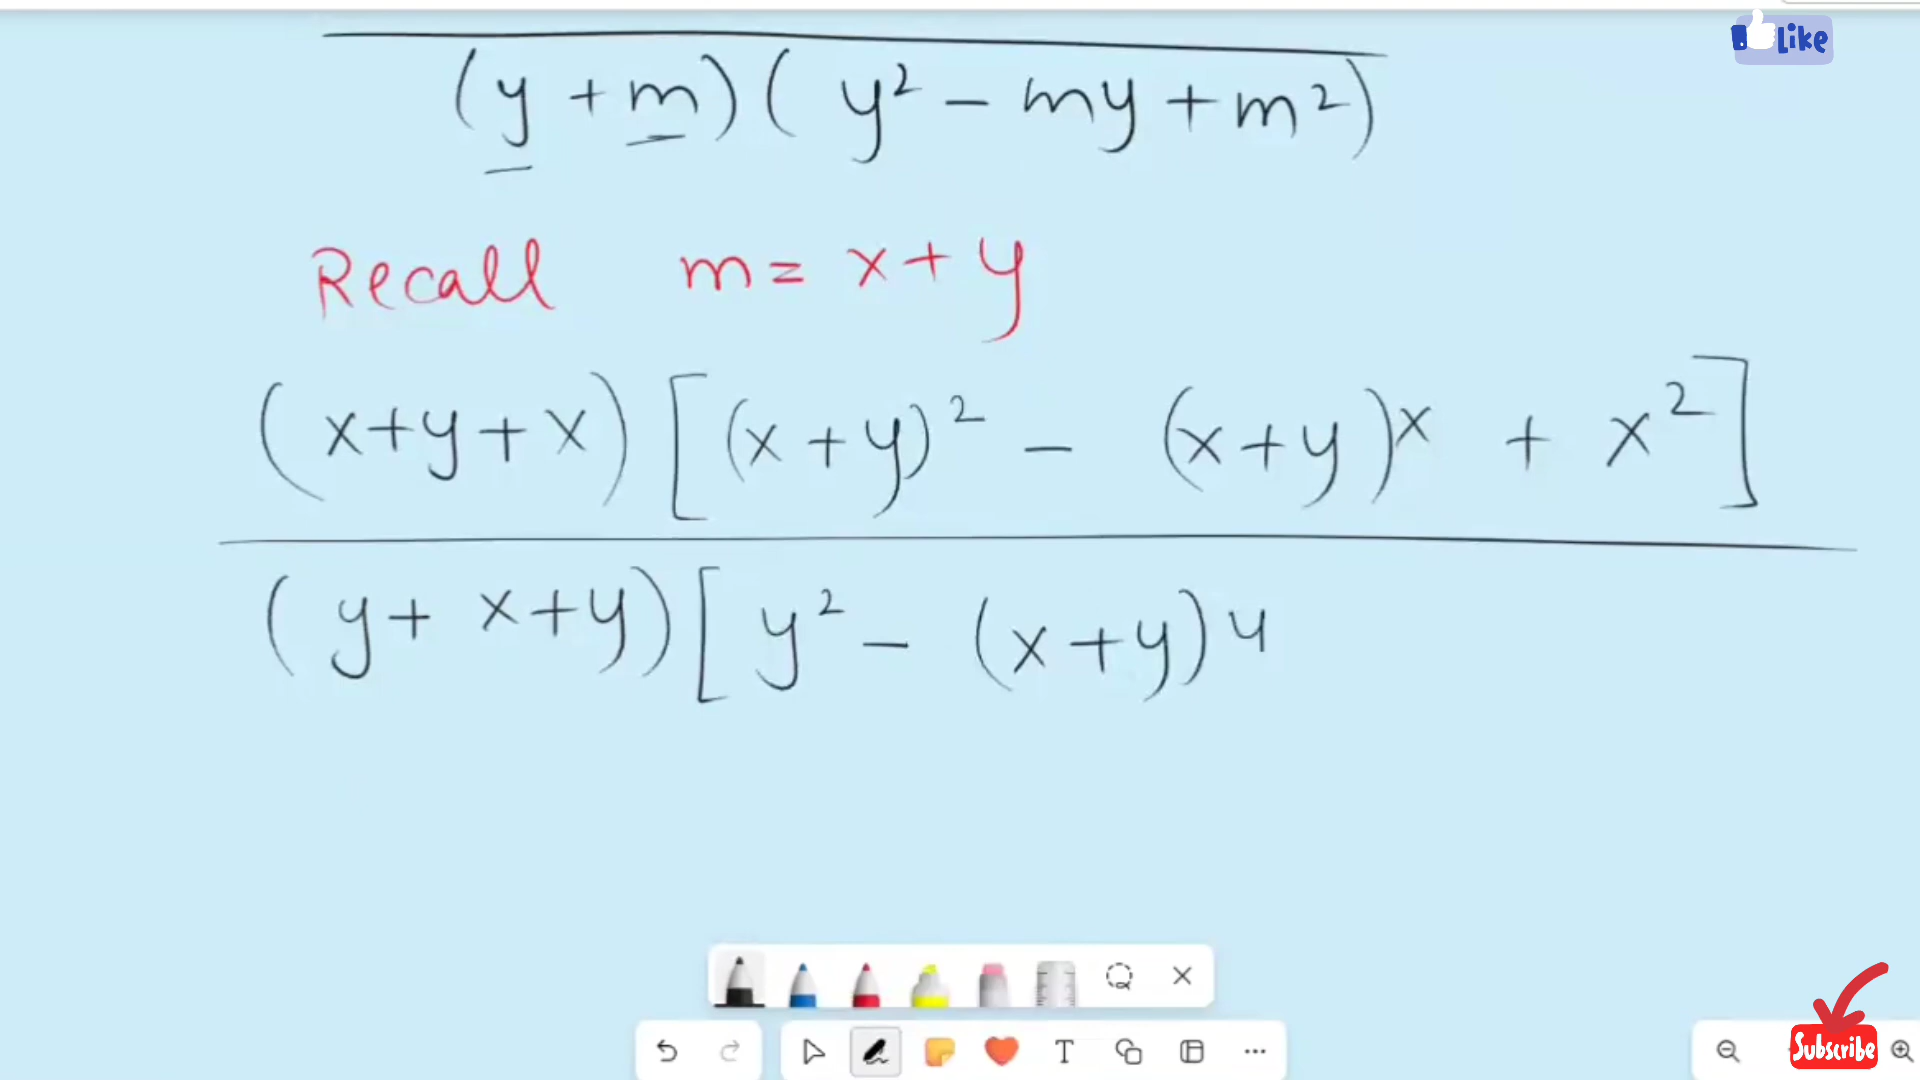 Like
(y + m)( y² - my + m²)
Recall m = x + y
(x+y+x)[(x+y)² - (x+y)x + x²]
(y + x+y)[y² - (x+y)y
T
Subscribe